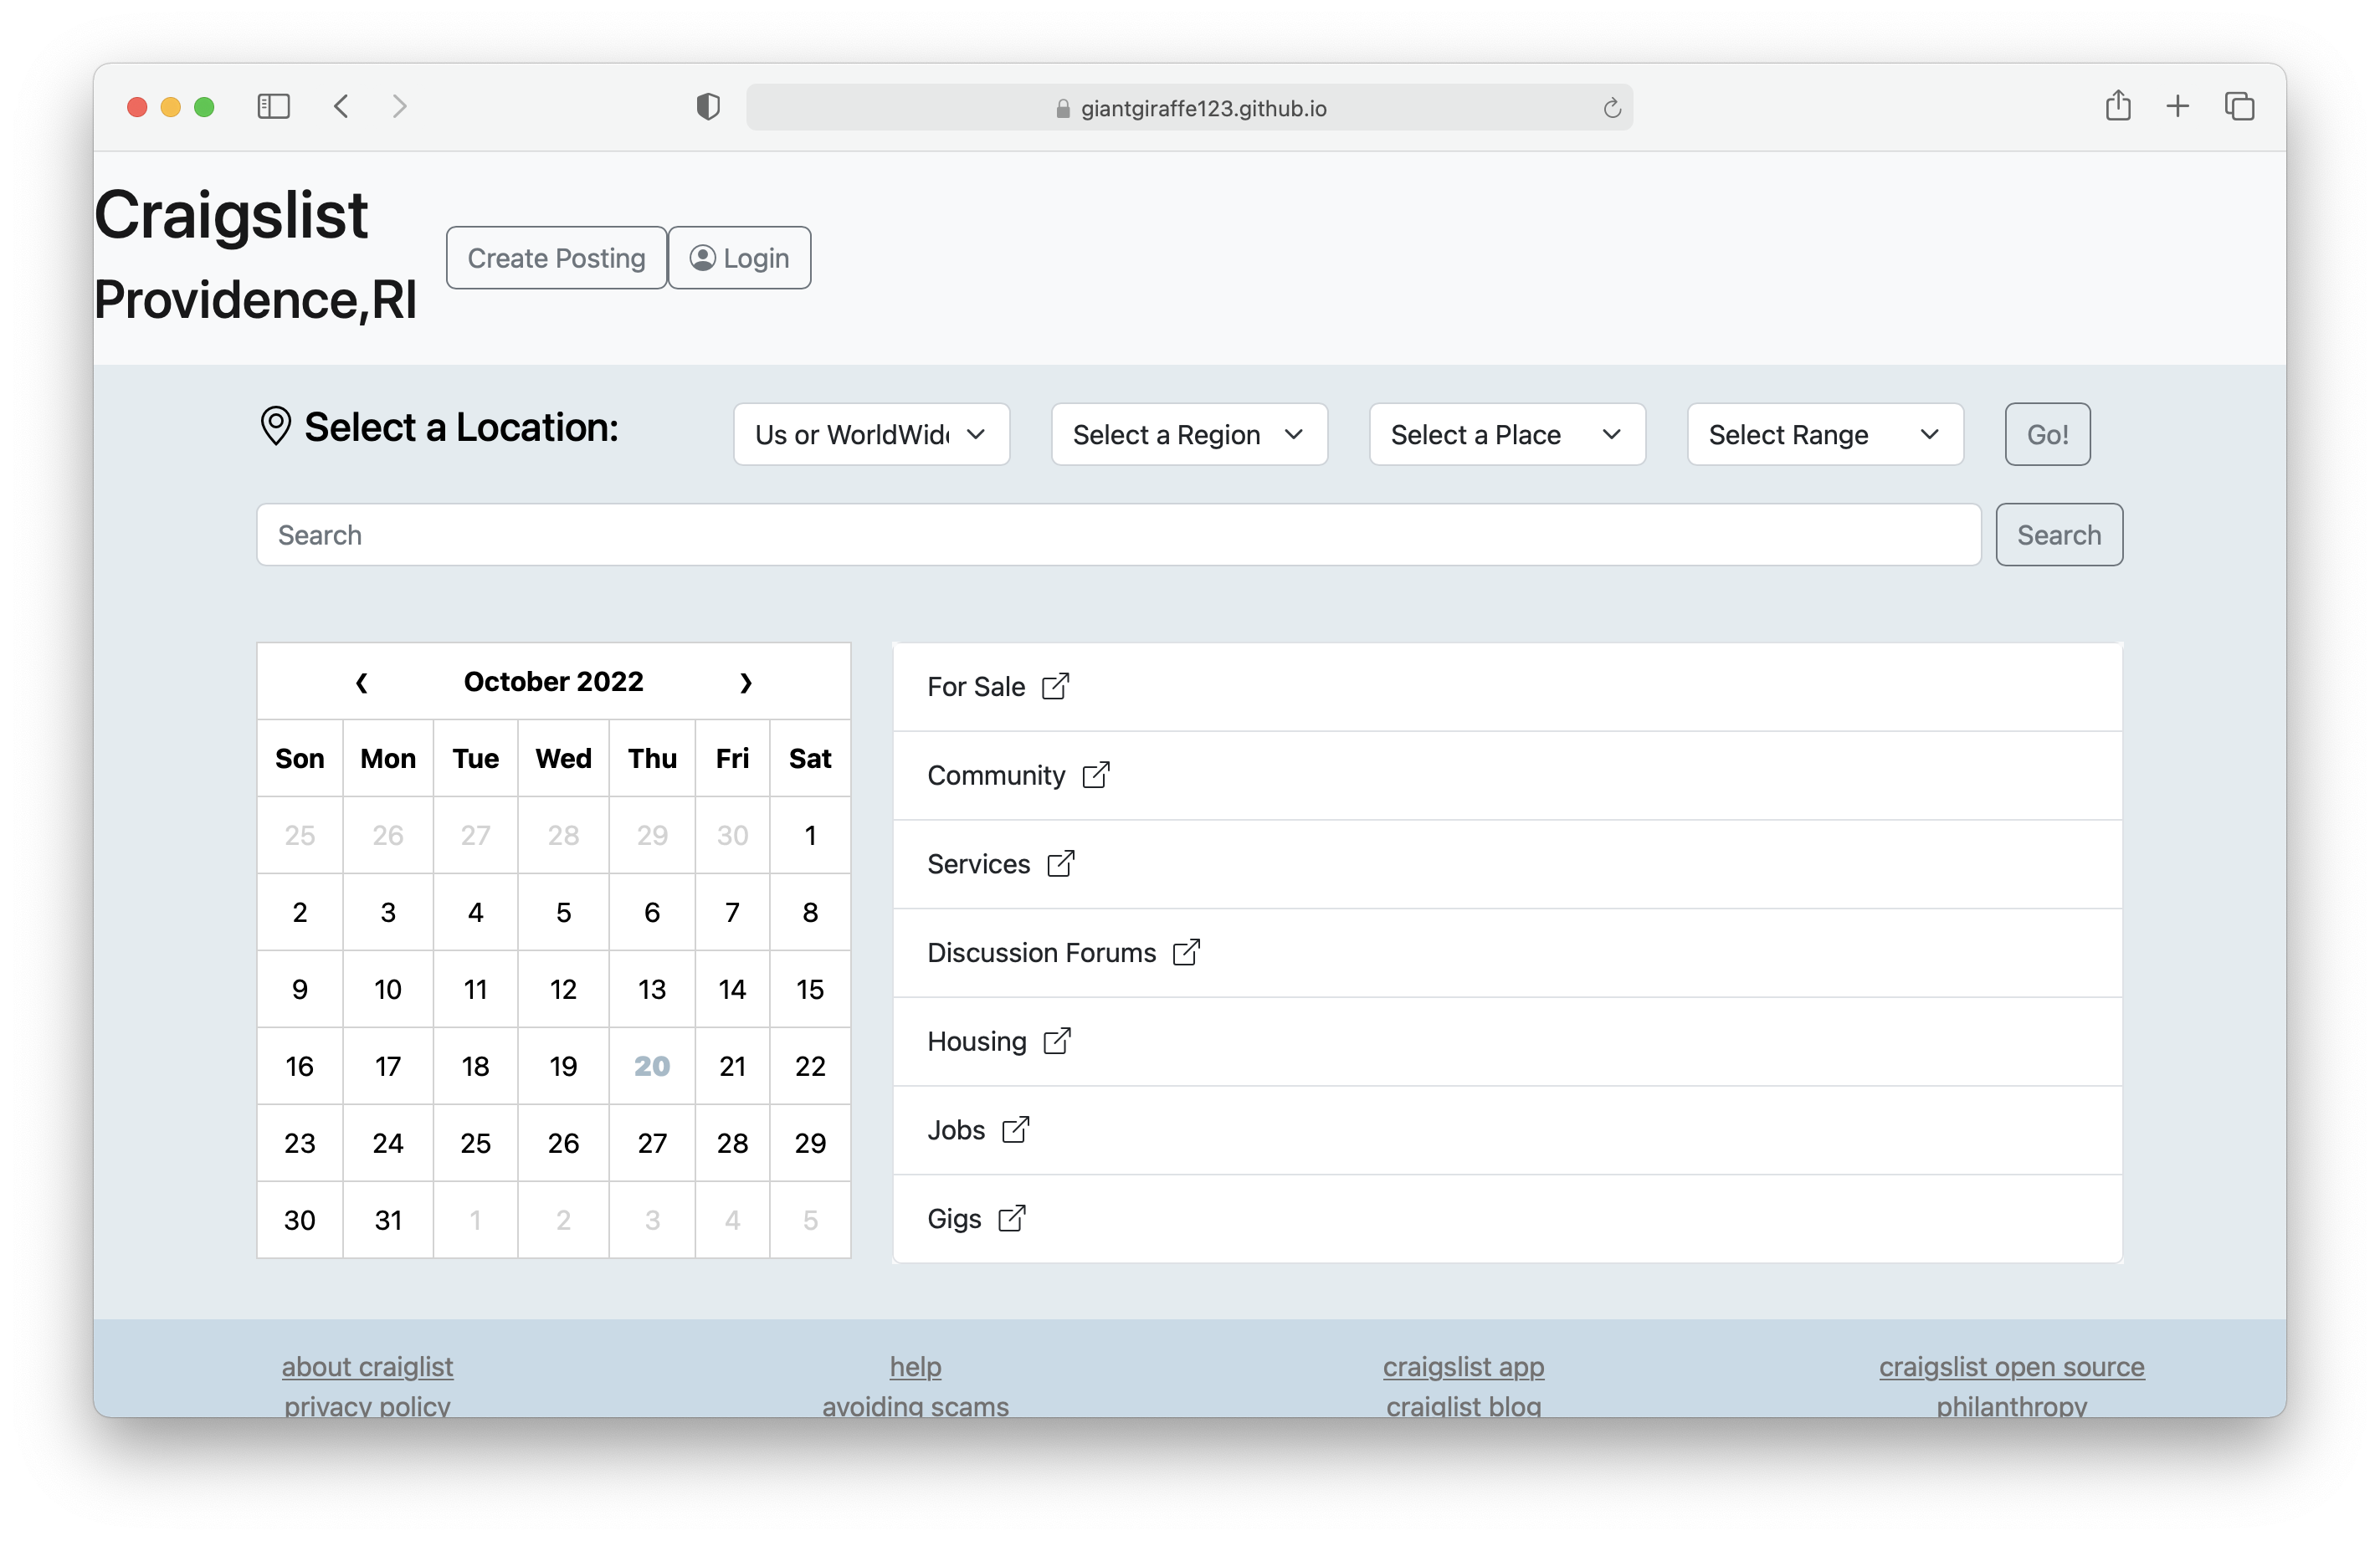 giantgiraffe123.github.io
Craigslist
Providence,RI
Create Posting Login
Select a Location: Us or WorldWid Select a Region Select a Place Select Range Go!
Search Search
❮ October 2022 ❯
Son Mon Tue Wed Thu Fri Sat
25 26 27 28 29 30 1
2 3 4 5 6 7 8
9 10 11 12 13 14 15
16 17 18 19 20 21 22
23 24 25 26 27 28 29
30 31 1 2 3 4 5
For Sale
Community
Services
Discussion Forums
Housing
Jobs
Gigs
about craiglist help craigslist app craigslist open source
privacy policy avoiding scams craiglist blog philanthropy